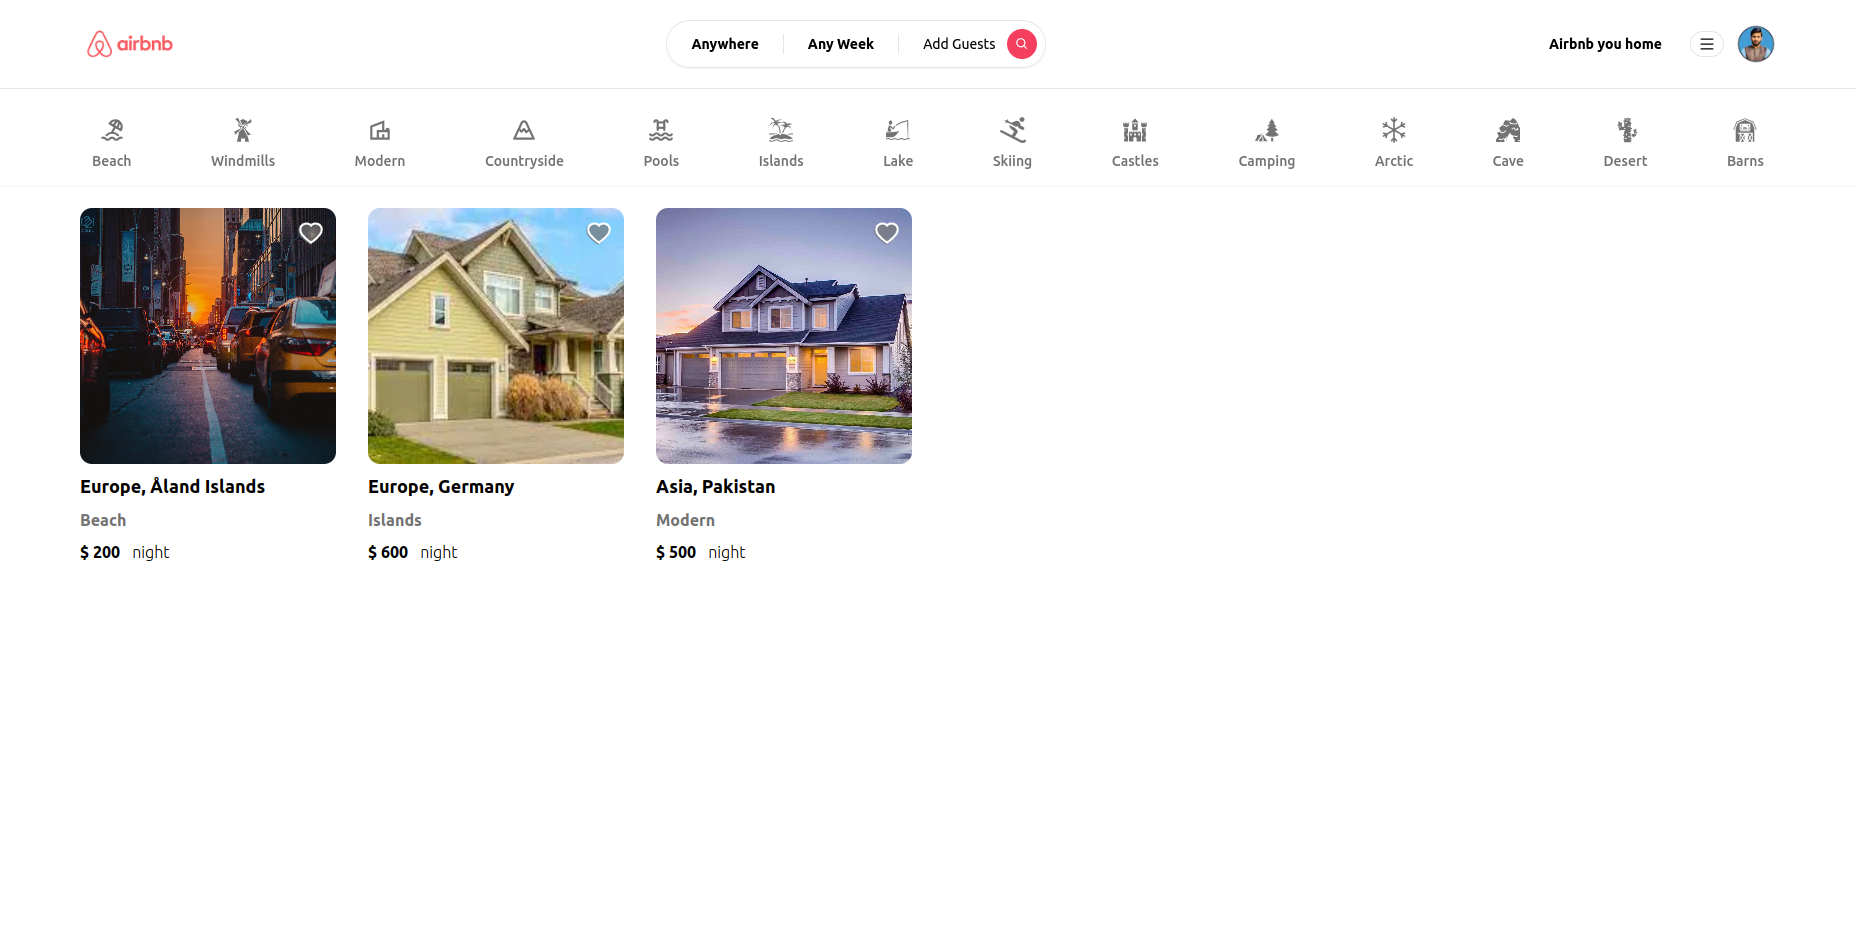 airbnb
Anywhere
Any Week
Add Guests
Airbnb you home
Beach
Windmills
Modern
Countryside
Pools
Islands
Lake
Skiing
Castles
Camping
Arctic
Cave
Desert
Barns
Europe, Åland Islands
Beach
$ 200 night
Europe, Germany
Islands
$ 600 night
Asia, Pakistan
Modern
$ 500 night